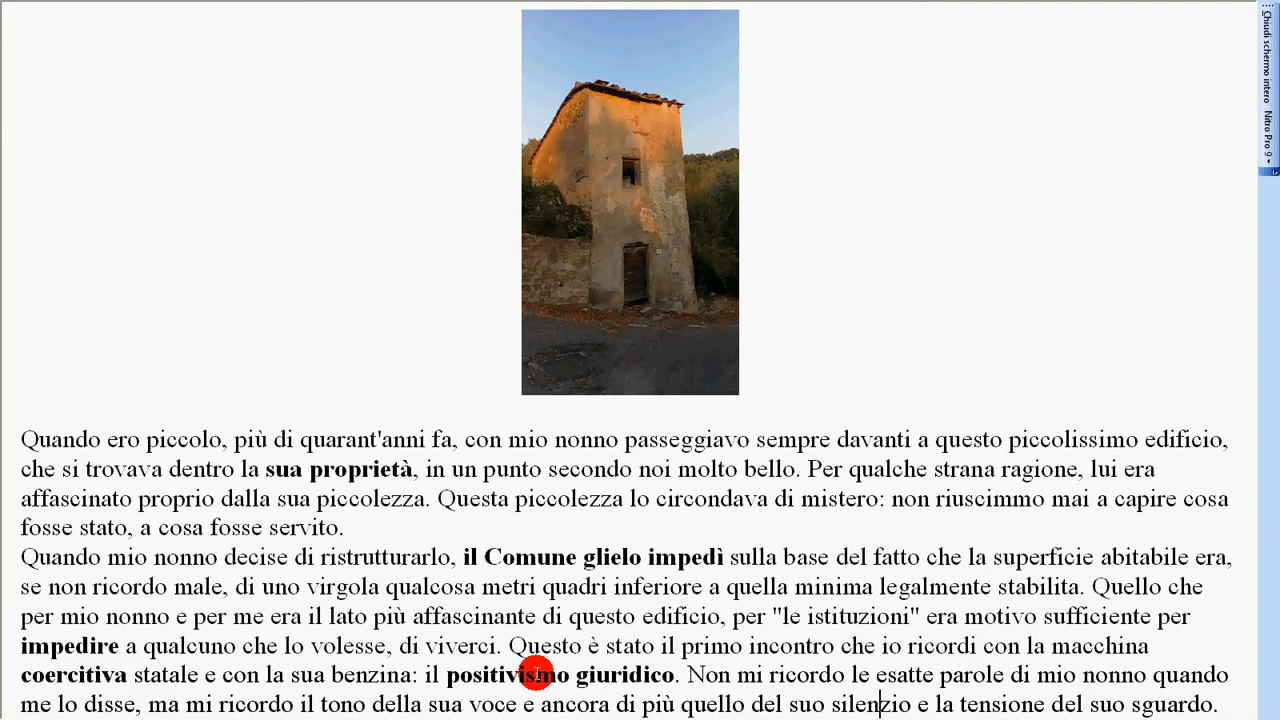 Quando ero piccolo, più di quarant'anni fa, con mio nonno passeggiavo sempre davanti a questo piccolissimo edificio,
che si trovava dentro la sua proprietà, in un punto secondo noi molto bello. Per qualche strana ragione, lui era
affascinato proprio dalla sua piccolezza. Questa piccolezza lo circondava di mistero: non riuscimmo mai a capire cosa
fosse stato, a cosa fosse servito.
Quando mio nonno decise di ristrutturarlo, il Comune glielo impedì sulla base del fatto che la superficie abitabile era,
se non ricordo male, di uno virgola qualcosa metri quadri inferiore a quella minima legalmente stabilita. Quello che
per mio nonno e per me era il lato più affascinante di questo edificio, per "le istituzioni" era motivo sufficiente per
impedire a qualcuno che lo volesse, di viverci. Questo è stato il primo incontro che io ricordi con la macchina
coercitiva statale e con la sua benzina: il positivismo giuridico. Non mi ricordo le esatte parole di mio nonno quando
me lo disse, ma mi ricordo il tono della sua voce e ancora di più quello del suo silenzio e la tensione del suo sguardo.
Chiudi schermo intero Nitro Pro 9